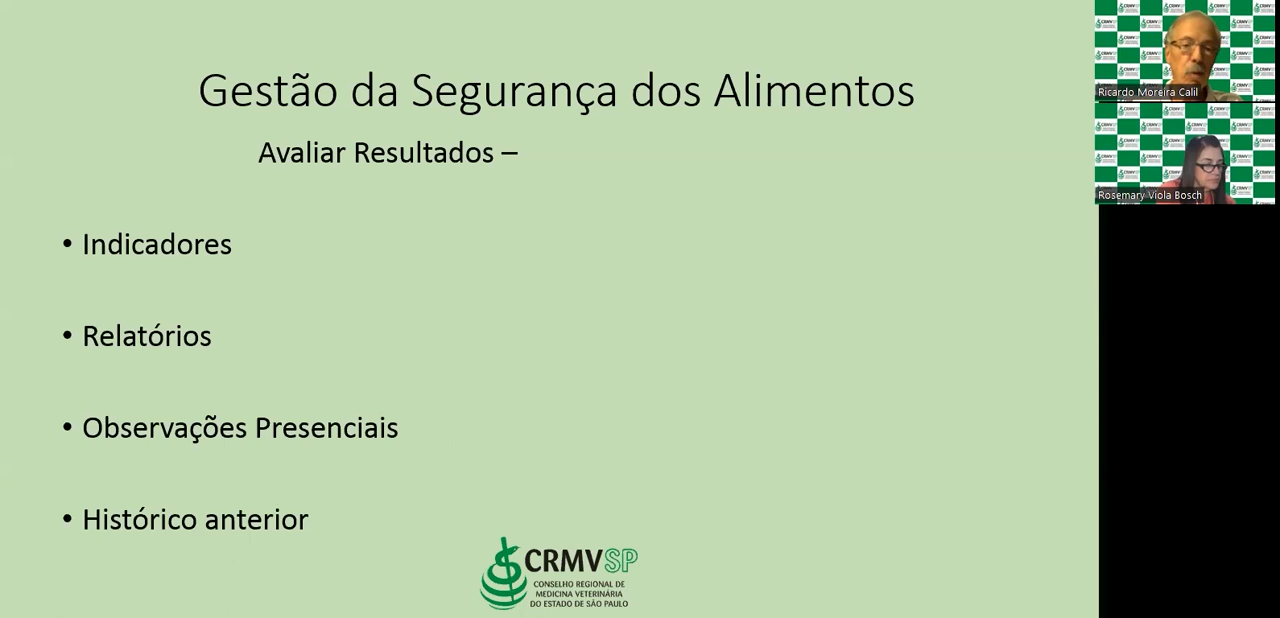 Gestão da Segurança dos Alimentos
Avaliar Resultados –
• Indicadores
• Relatórios
• Observações Presenciais
• Histórico anterior
CRMVSP
CONSELHO REGIONAL DE
MEDICINA VETERINÁRIA
DO ESTADO DE SÃO PAULO
Ricardo Moreira Calil
Rosemary Viola Bosch